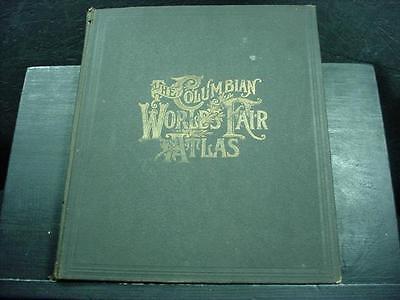 THE COLUMBIAN
WORLD'S FAIR
ATLAS